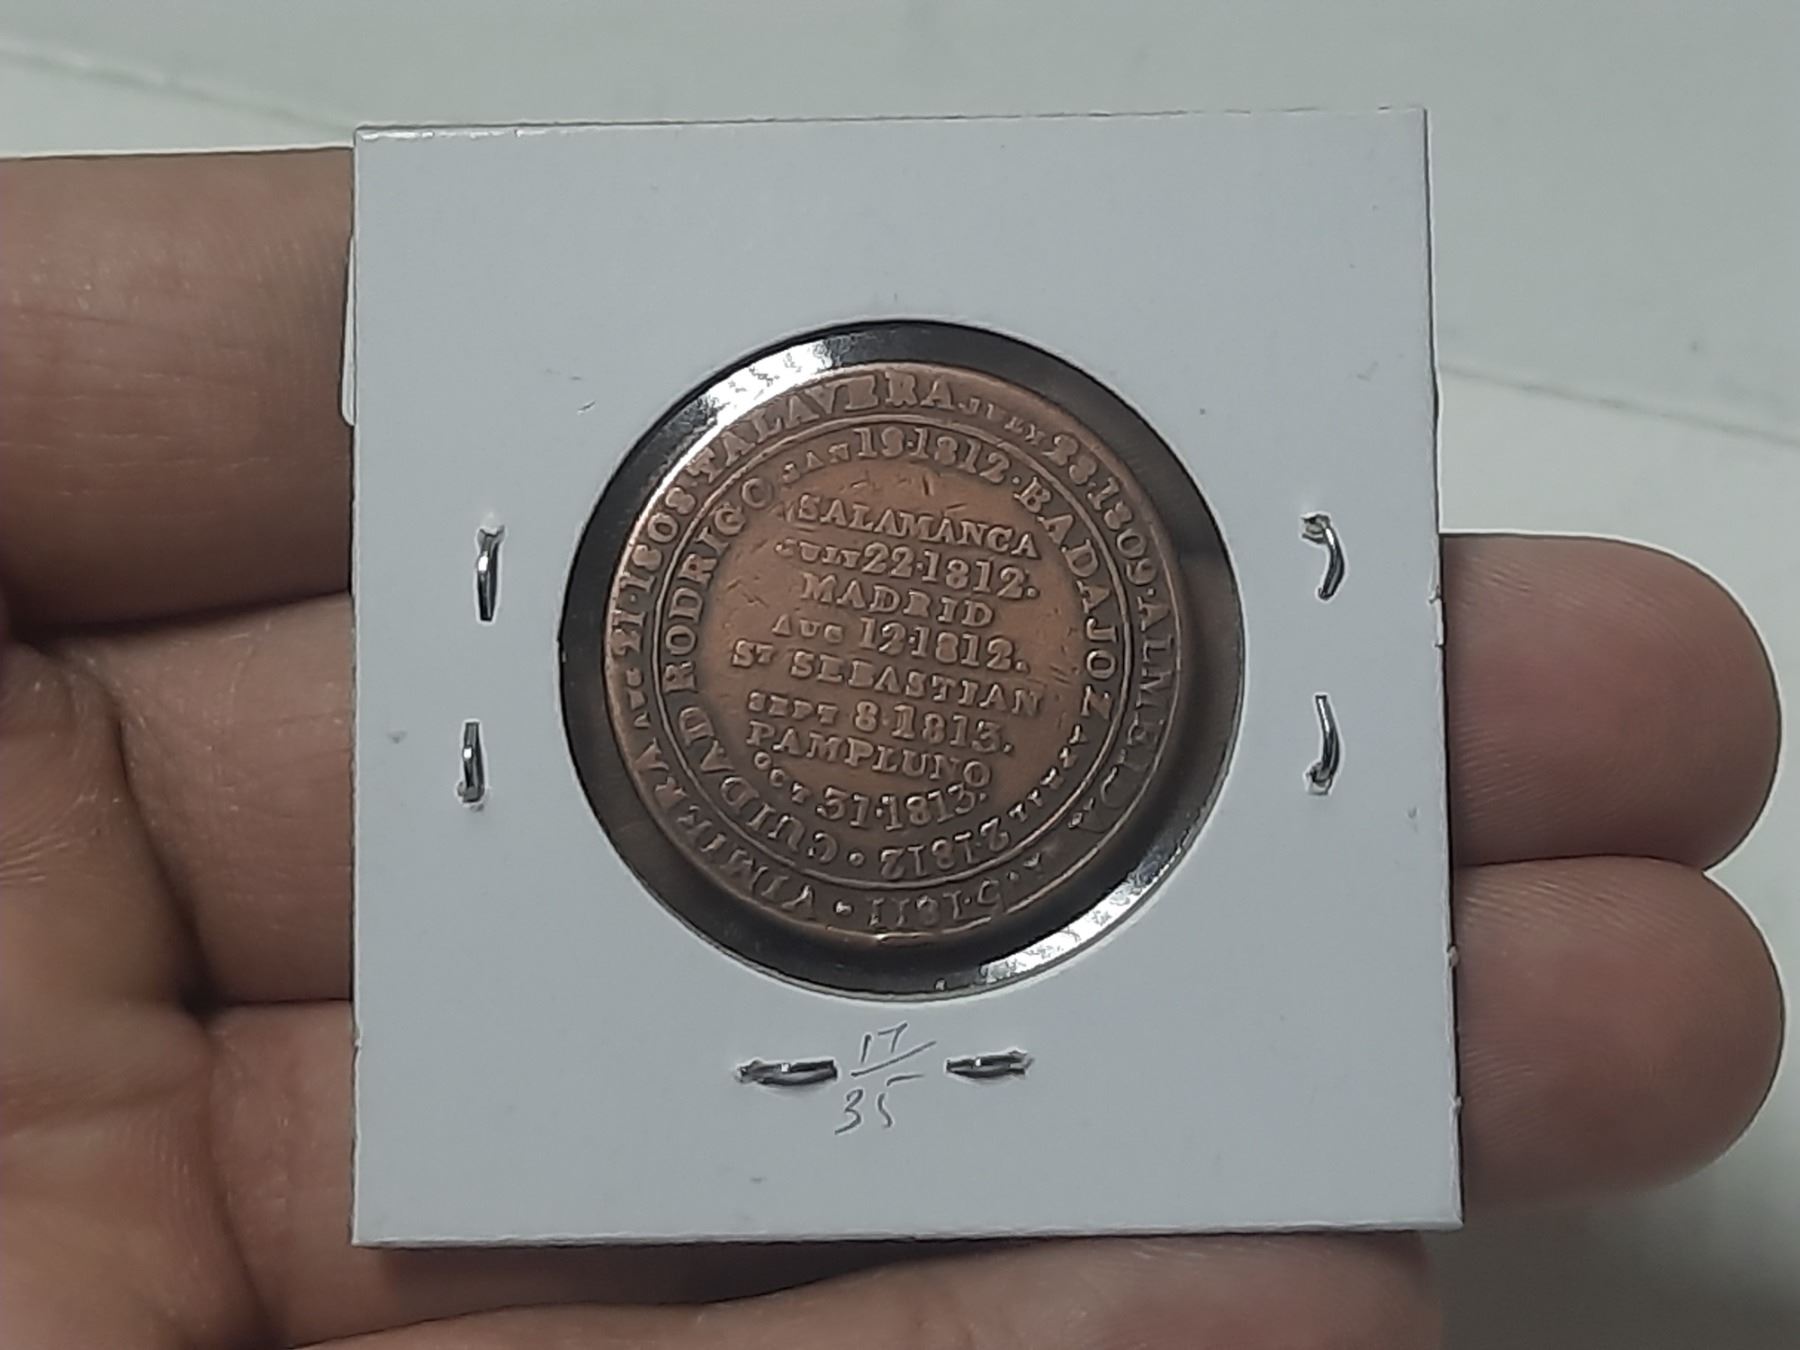 VIMIERA AUG 21·1808·TALAVERA JULY 28·1809·ALMEIDA 5·1811·
CUIDAD RODRIGO JAN 19·1812·BADAJOZ APRIL 2·1812·
SALAMANCA
JULY 22·1812.
MADRID
AUG 12·1812.
ST SEBASTIAN
SEPT 8·1813.
PAMPLUNO
OCT 31·1813.
17
35